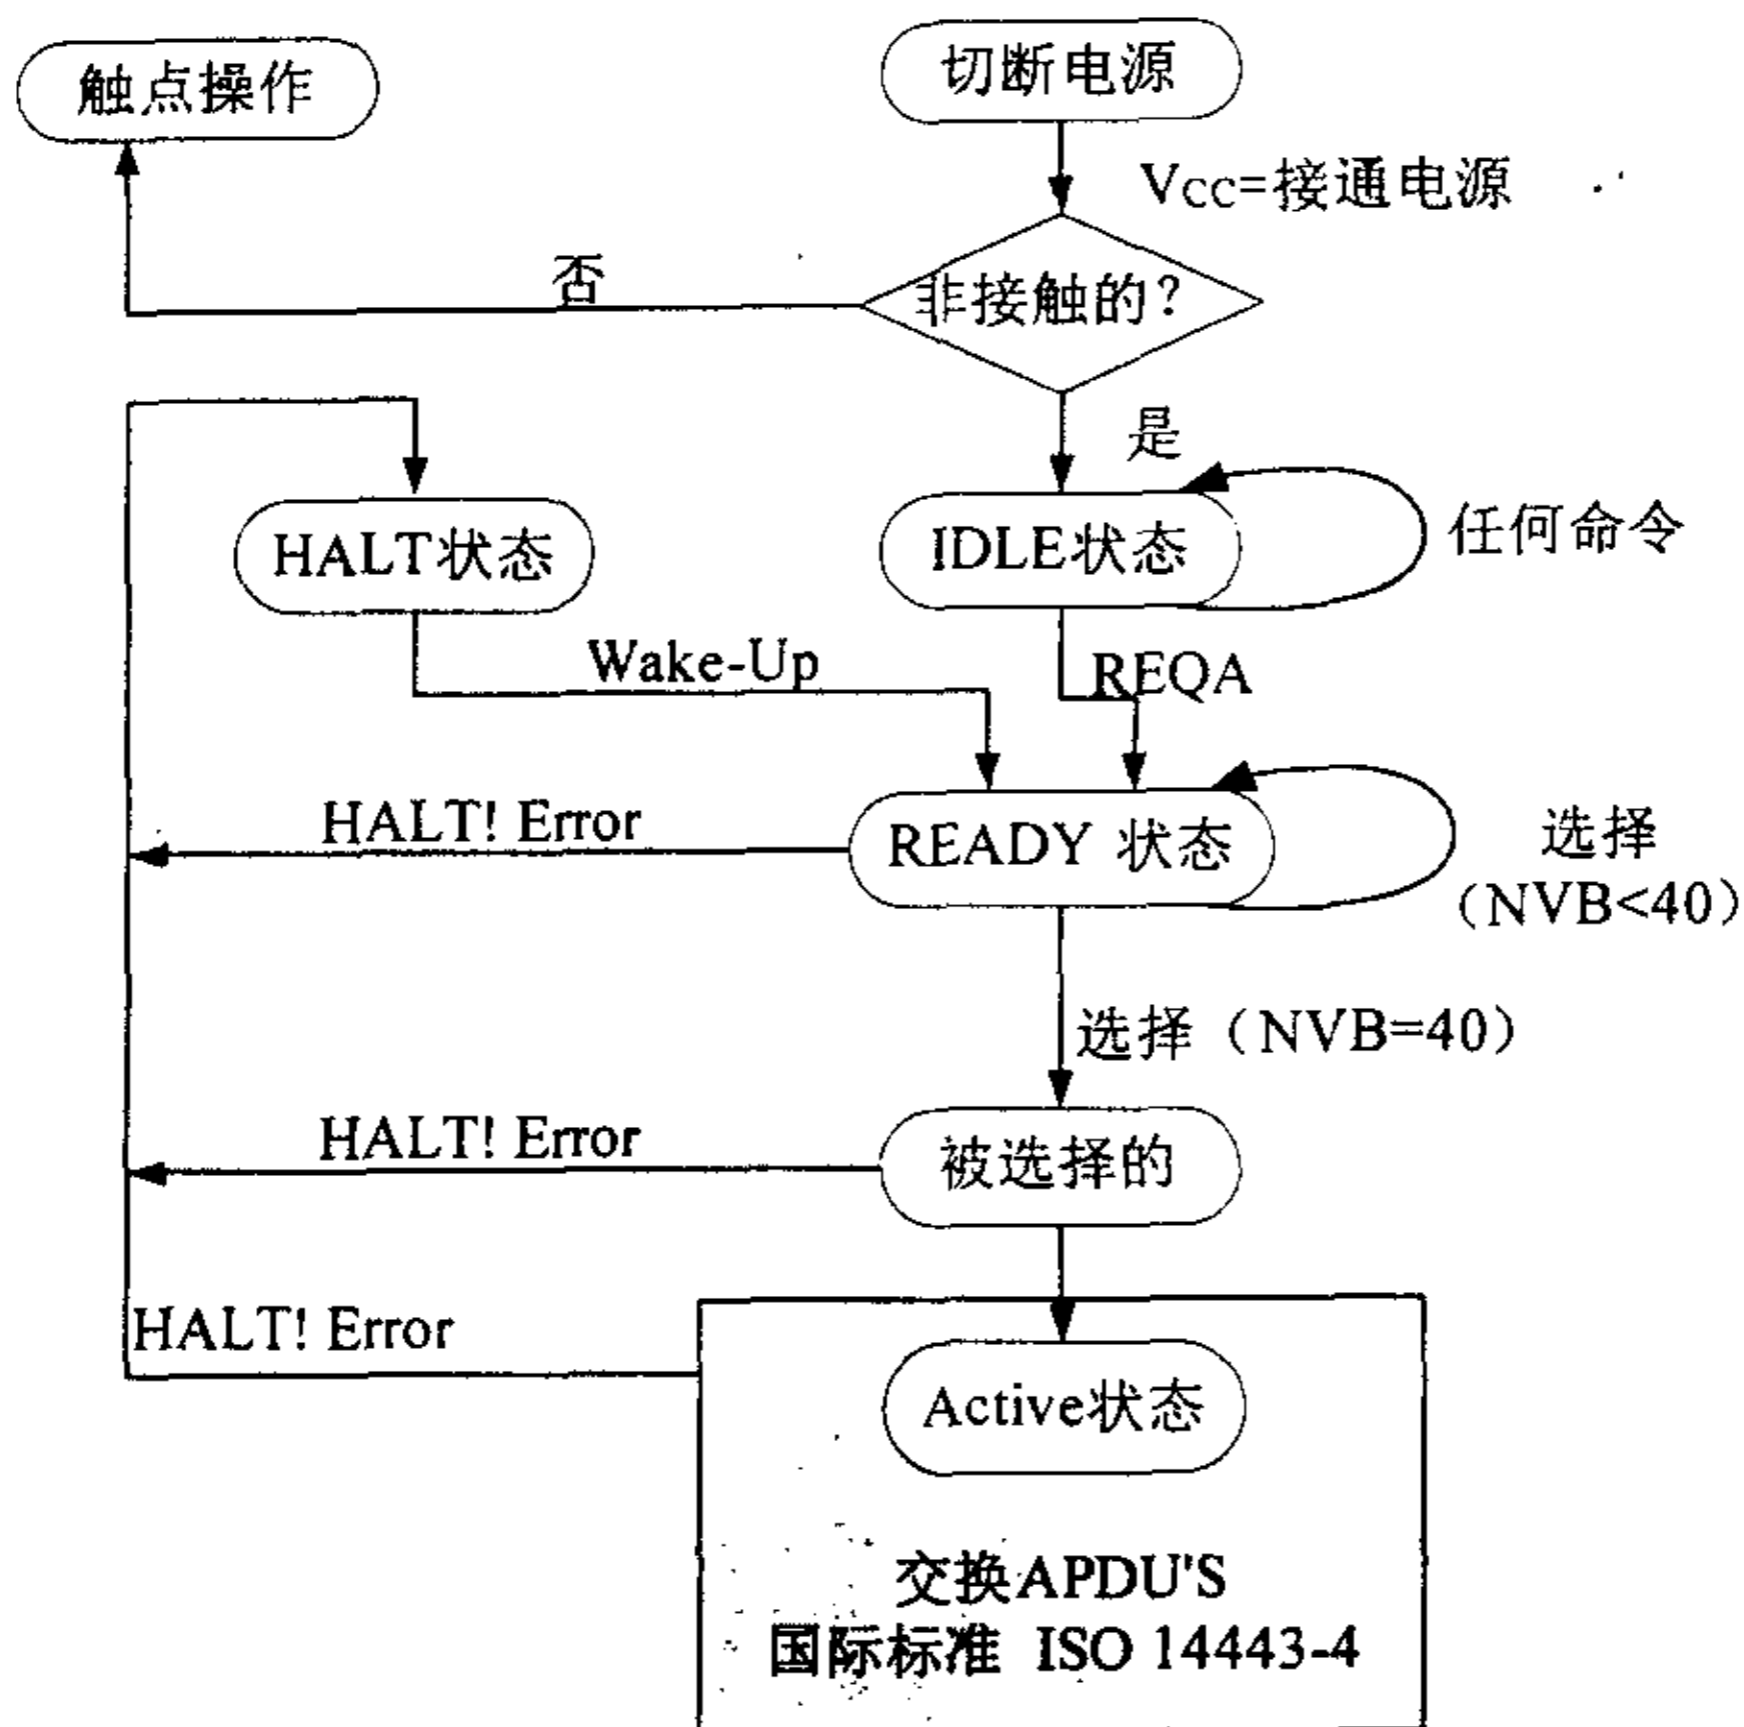 触点操作
切断电源
VCC=接通电源
否
非接触的？
是
HALT状态
IDLE状态
任何命令
Wake-Up
REQA
HALT! Error
READY 状态
选择
（NVB<40）
选择（NVB=40）
HALT! Error
被选择的
HALT! Error
Active状态
交换APDU'S
国际标准 ISO 14443-4